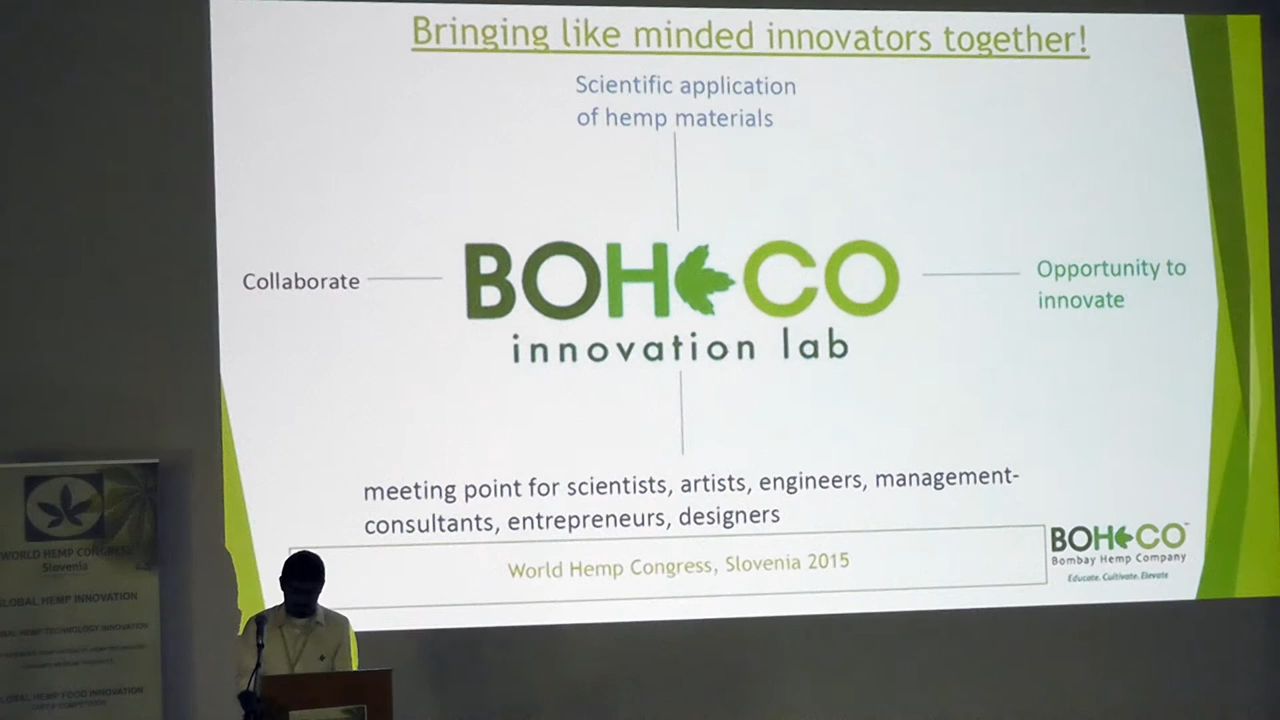 Bringing like minded innovators together!
Scientific application
of hemp materials
Collaborate
BOHECO
innovation lab
Opportunity to
innovate
meeting point for scientists, artists, engineers, management-
consultants, entrepreneurs, designers
World Hemp Congress, Slovenia 2015
BOHECO™
Bombay Hemp Company
Educate. Cultivate. Elevate
WORLD HEMP CONGRESS
Slovenia
GLOBAL HEMP INNOVATION
GLOBAL HEMP TECHNOLOGY INNOVATION
GLOBAL HEMP FOOD INNOVATION